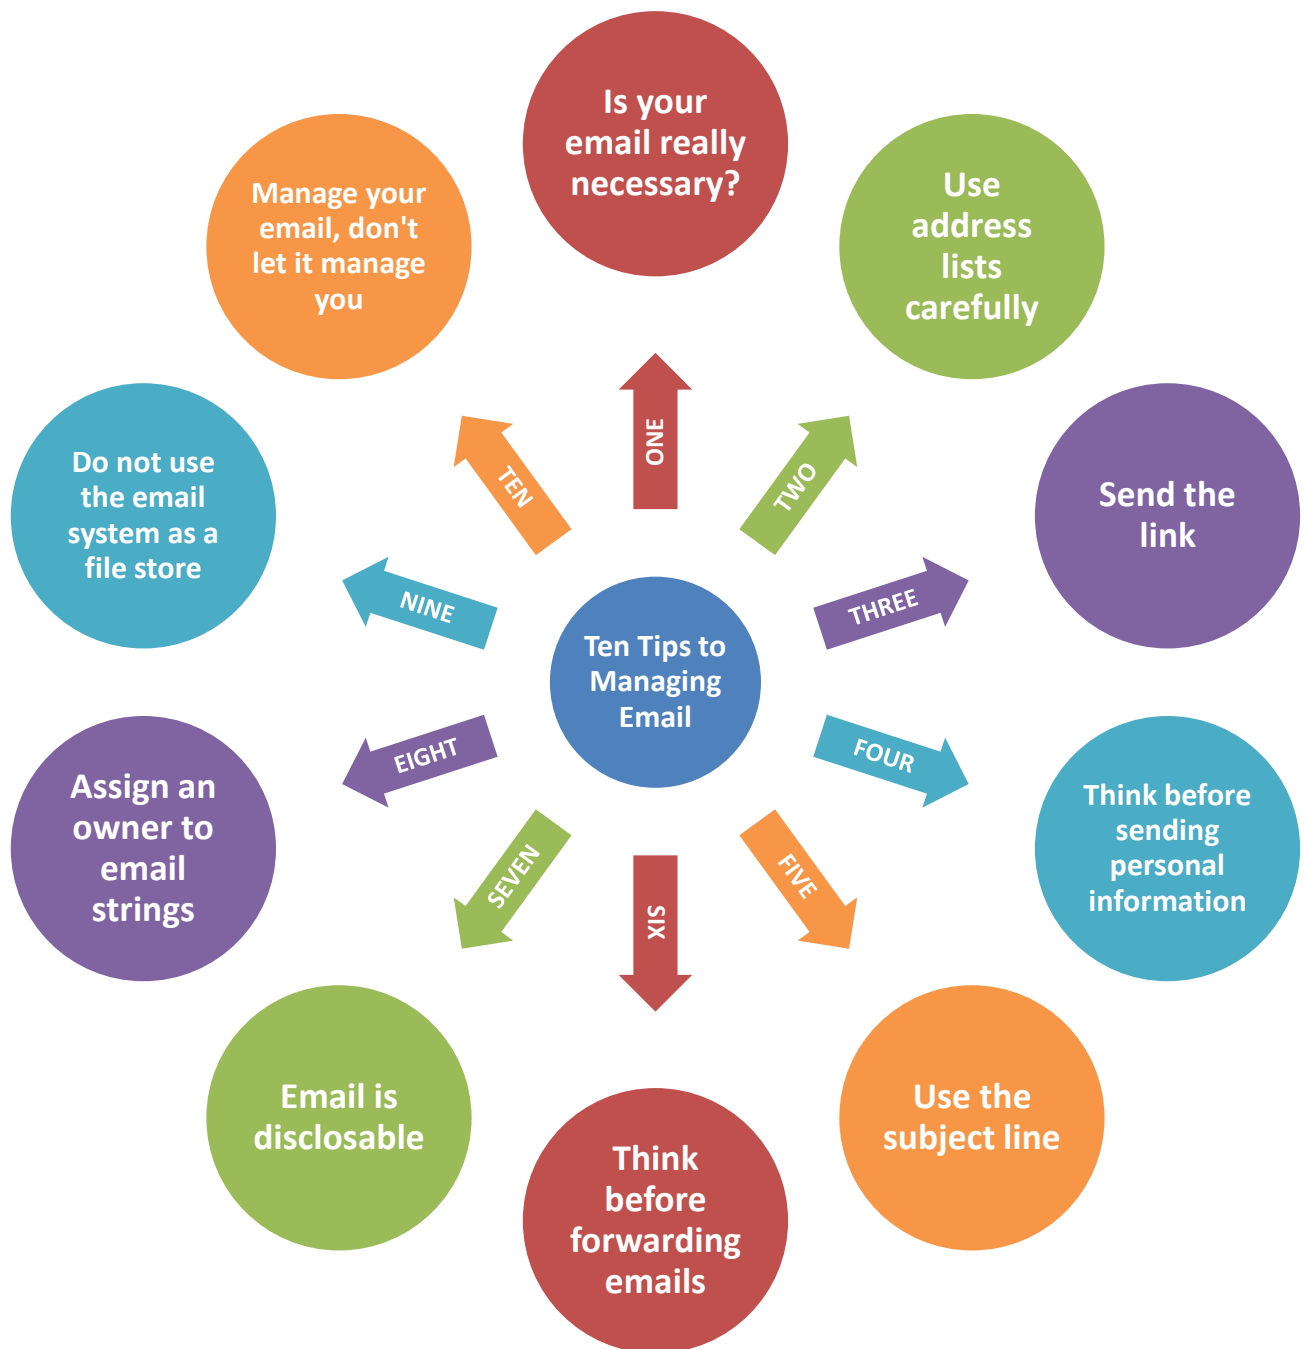 Ten Tips to
Managing
Email
ONE
Is your
email really
necessary?
TWO
Use
address
lists
carefully
THREE
Send the
link
FOUR
Think before
sending
personal
information
FIVE
Use the
subject line
SIX
Think
before
forwarding
emails
SEVEN
Email is
disclosable
EIGHT
Assign an
owner to
email
strings
NINE
Do not use
the email
system as a
file store
TEN
Manage your
email, don't
let it manage
you